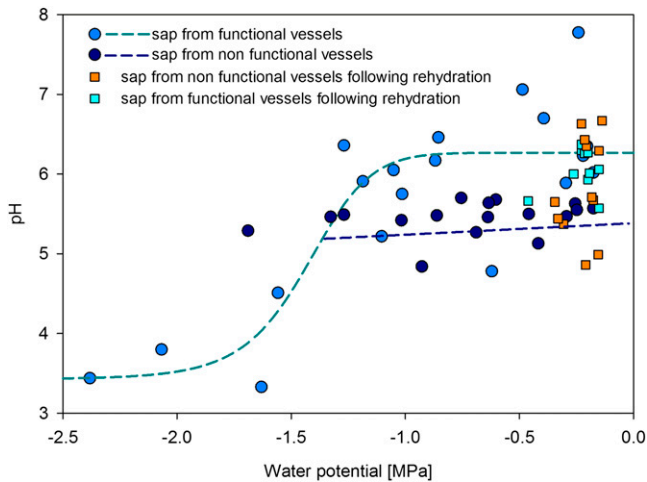 8
sap from functional vessels
sap from non functional vessels
sap from non functional vessels following rehydration
sap from functional vessels following rehydration
7
6
pH
5
4
3
-2.5 -2.0 -1.5 -1.0 -0.5 0.0
Water potential [MPa]